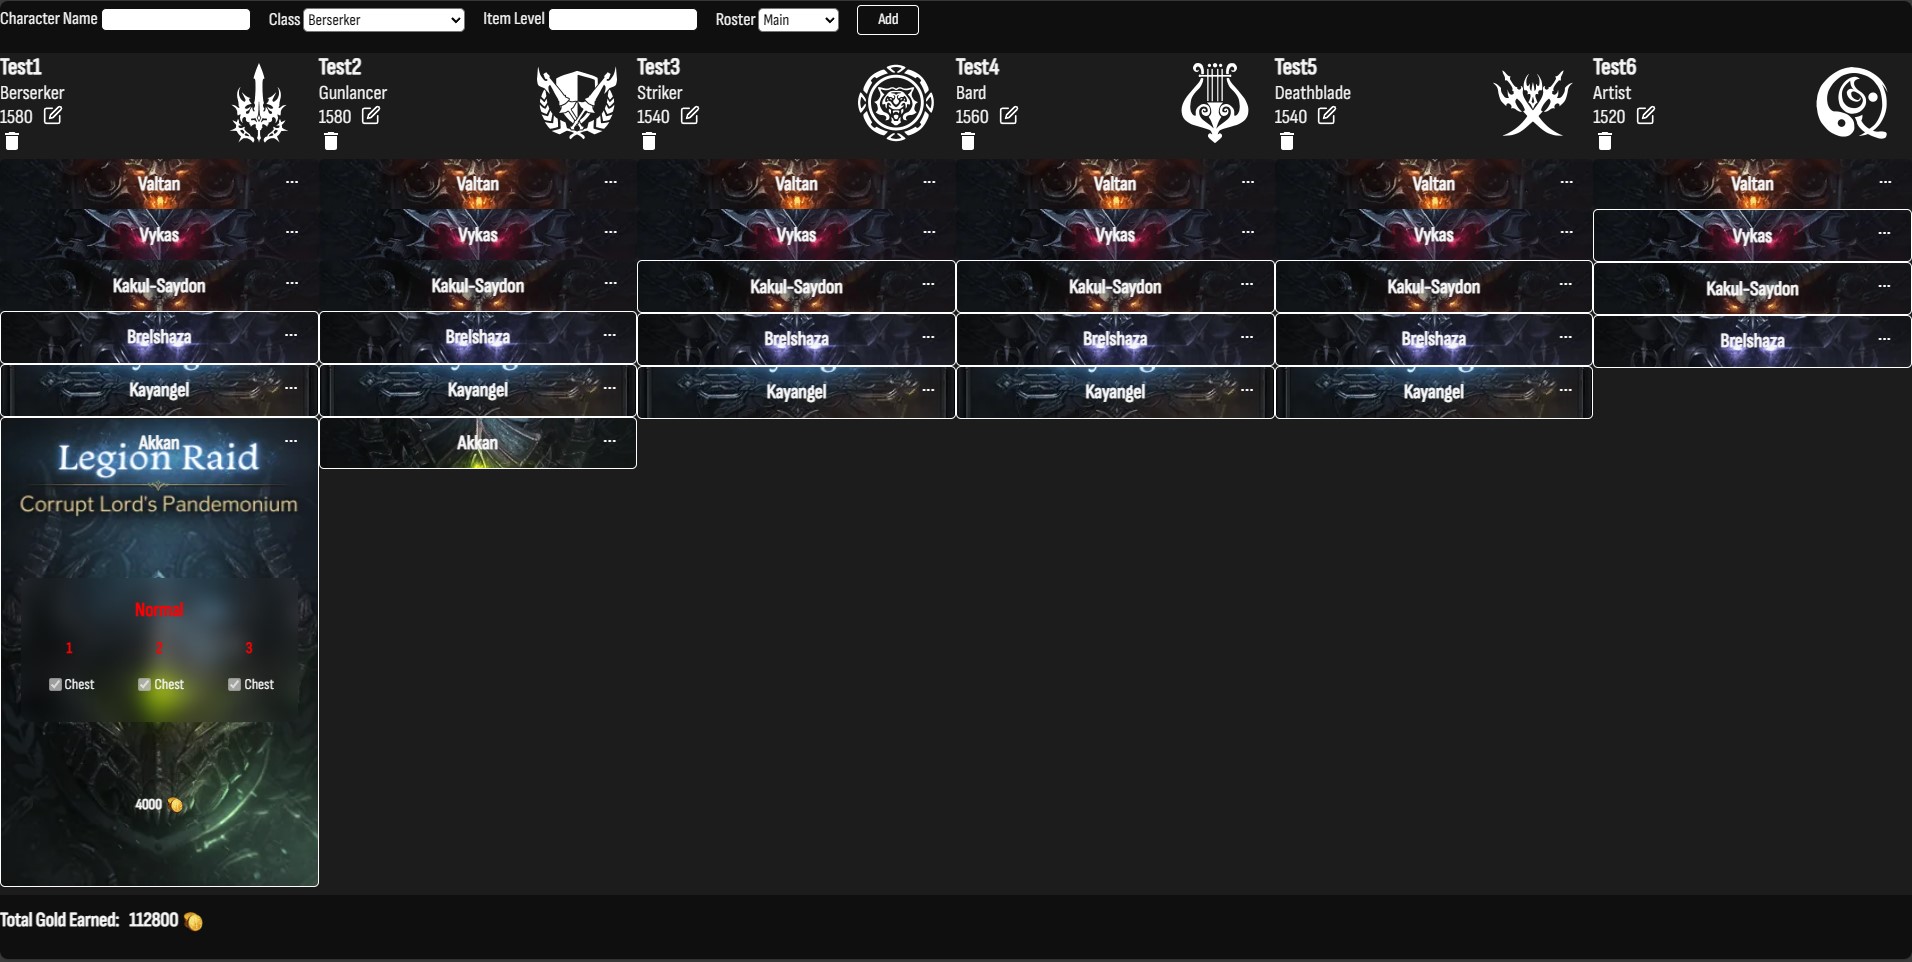 Character Name Class Berserker Item Level Roster Main Add
Test1 Test2 Test3 Test4 Test5 Test6
Berserker Gunlancer Striker Bard Deathblade Artist
1580 1580 1540 1560 1540 1520
Valtan ... Valtan ... Valtan ... Valtan ... Valtan ... Valtan ...
Vykas ... Vykas ... Vykas ... Vykas ... Vykas ... Vykas ...
Kakul-Saydon ... Kakul-Saydon ... Kakul-Saydon ... Kakul-Saydon ... Kakul-Saydon ... Kakul-Saydon ...
Brelshaza ... Brelshaza ... Brelshaza ... Brelshaza ... Brelshaza ... Brelshaza ...
Kayangel ... Kayangel ... Kayangel ... Kayangel ... Kayangel ...
Akkan ... Akkan ...
Legion Raid
Corrupt Lord's Pandemonium
Normal
1 2 3
Chest Chest Chest
4000
Total Gold Earned: 112800